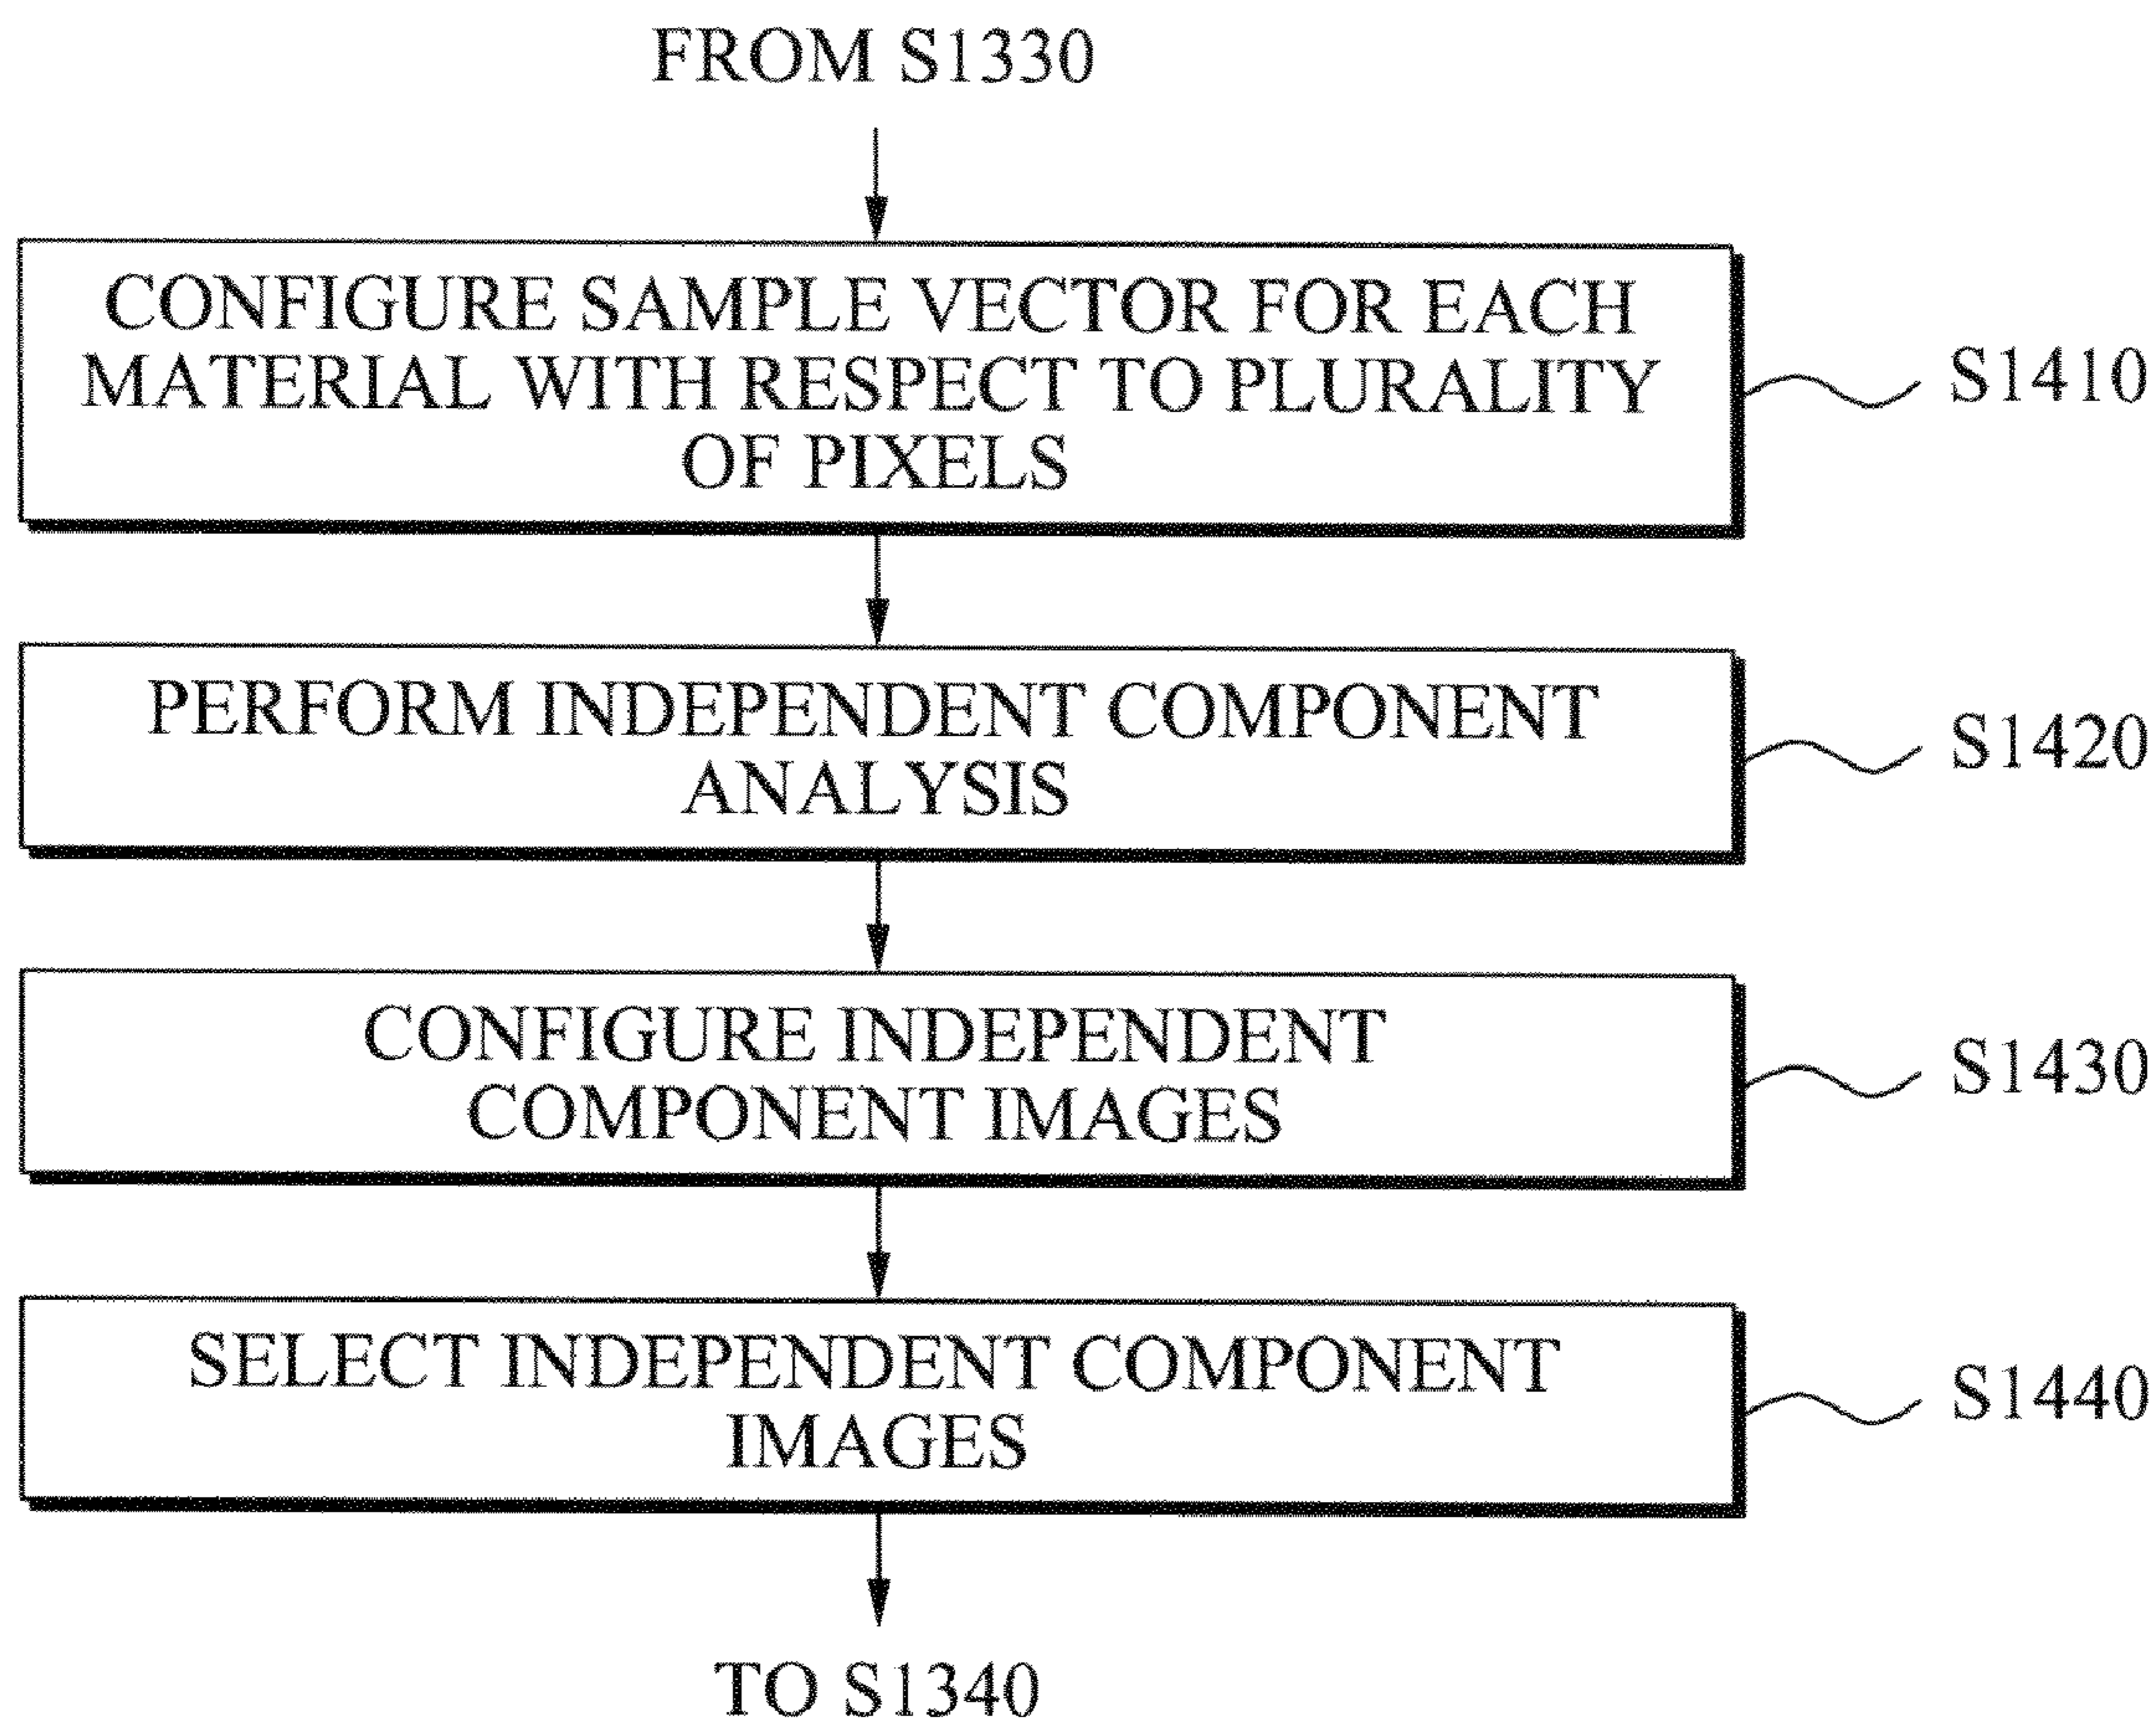 FROM S1330
CONFIGURE SAMPLE VECTOR FOR EACH
MATERIAL WITH RESPECT TO PLURALITY
OF PIXELS
S1410
PERFORM INDEPENDENT COMPONENT
ANALYSIS
S1420
CONFIGURE INDEPENDENT
COMPONENT IMAGES
S1430
SELECT INDEPENDENT COMPONENT
IMAGES
S1440
TO S1340